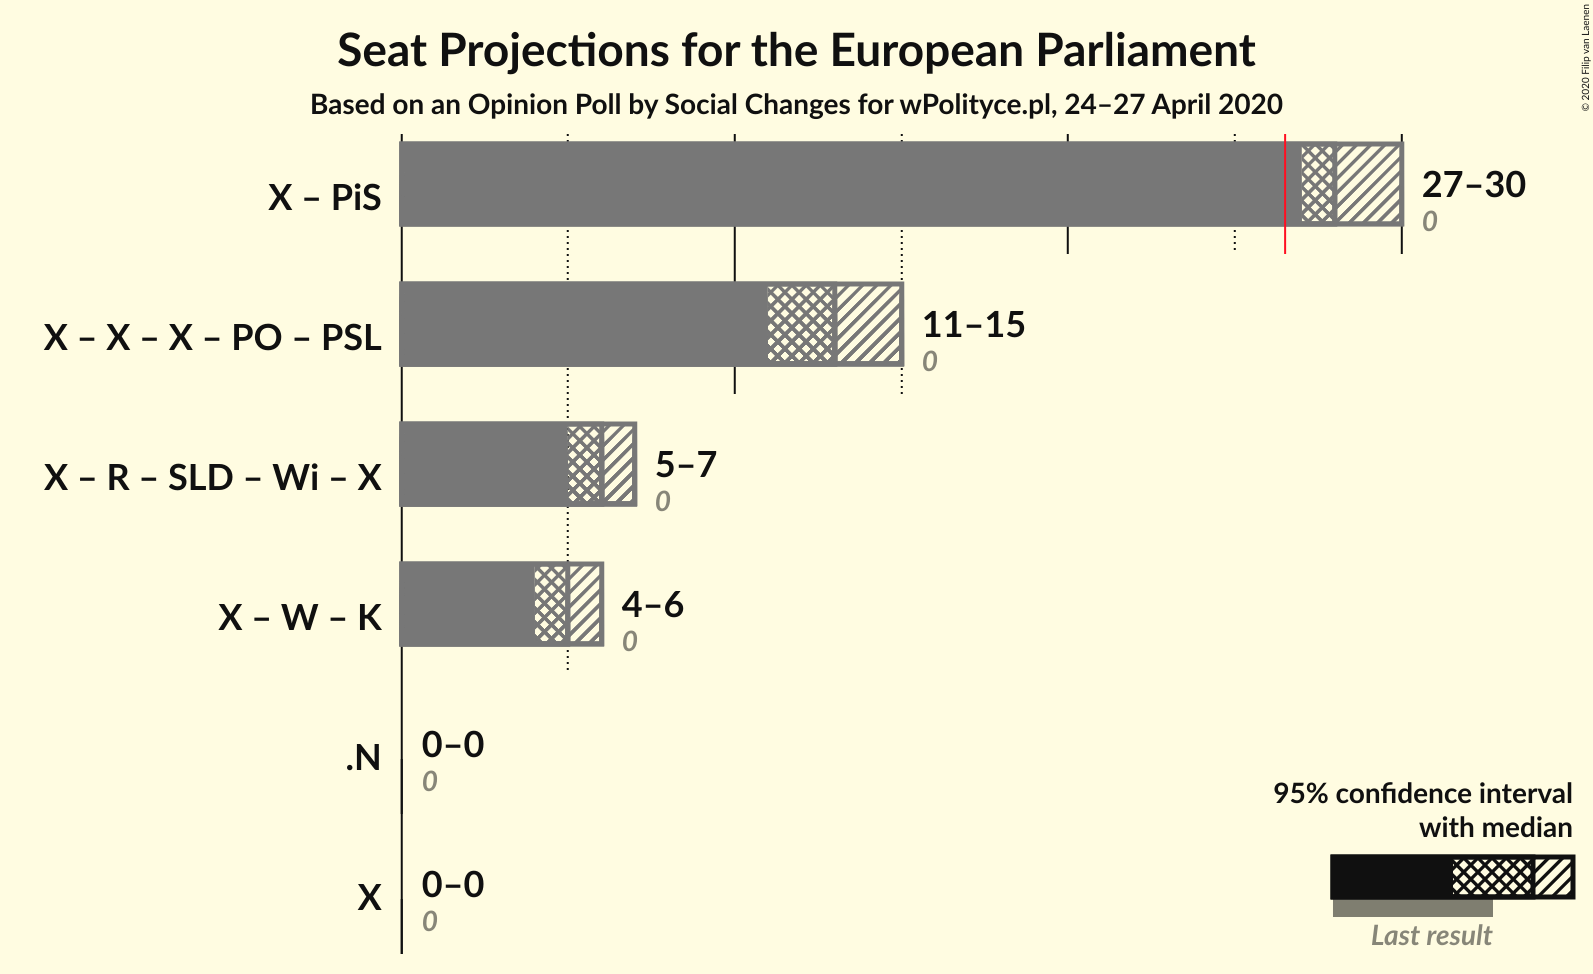 Seat Projections for the European Parliament
Based on an Opinion Poll by Social Changes for wPolityce.pl, 24–27 April 2020
© 2020 Filip van Laenen
X – PiS
27–30
0
X – X – X – PO – PSL
11–15
0
X – R – SLD – Wi – X
5–7
0
X – W – K
4–6
0
.N
0–0
0
X
0–0
0
95% confidence interval
with median
Last result